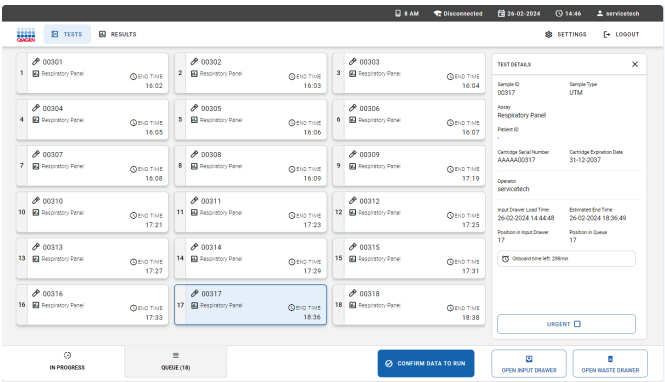 8 AM Disconnected 26-02-2024 14:46 servicetech
QIAGEN TESTS RESULTS SETTINGS LOGOUT
1 00301 Respiratory Panel END TIME 16:02
2 00302 Respiratory Panel END TIME 16:03
3 00303 Respiratory Panel END TIME 16:04
4 00304 Respiratory Panel END TIME 16:05
5 00305 Respiratory Panel END TIME 16:06
6 00306 Respiratory Panel END TIME 16:07
7 00307 Respiratory Panel END TIME 16:08
8 00308 Respiratory Panel END TIME 16:09
9 00309 Respiratory Panel END TIME 17:19
10 00310 Respiratory Panel END TIME 17:21
11 00311 Respiratory Panel END TIME 17:23
12 00312 Respiratory Panel END TIME 17:25
13 00313 Respiratory Panel END TIME 17:27
14 00314 Respiratory Panel END TIME 17:29
15 00315 Respiratory Panel END TIME 17:31
16 00316 Respiratory Panel END TIME 17:33
17 00317 Respiratory Panel END TIME 18:36
18 00318 Respiratory Panel END TIME 18:38
TEST DETAILS
Sample ID Sample Type
00317 UTM
Assay
Respiratory Panel
Patient ID
-
Cartridge Serial Number Cartridge Expiration Date
AAAAA00317 31-12-2037
Operator
servicetech
Input Drawer Load Time Estimated End Time
26-02-2024 14:44:48 26-02-2024 18:36:49
Position in Input Drawer Position in Queue
17 17
Onboard time left: 298min
URGENT
IN PROGRESS QUEUE (18) CONFIRM DATA TO RUN OPEN INPUT DRAWER OPEN WASTE DRAWER